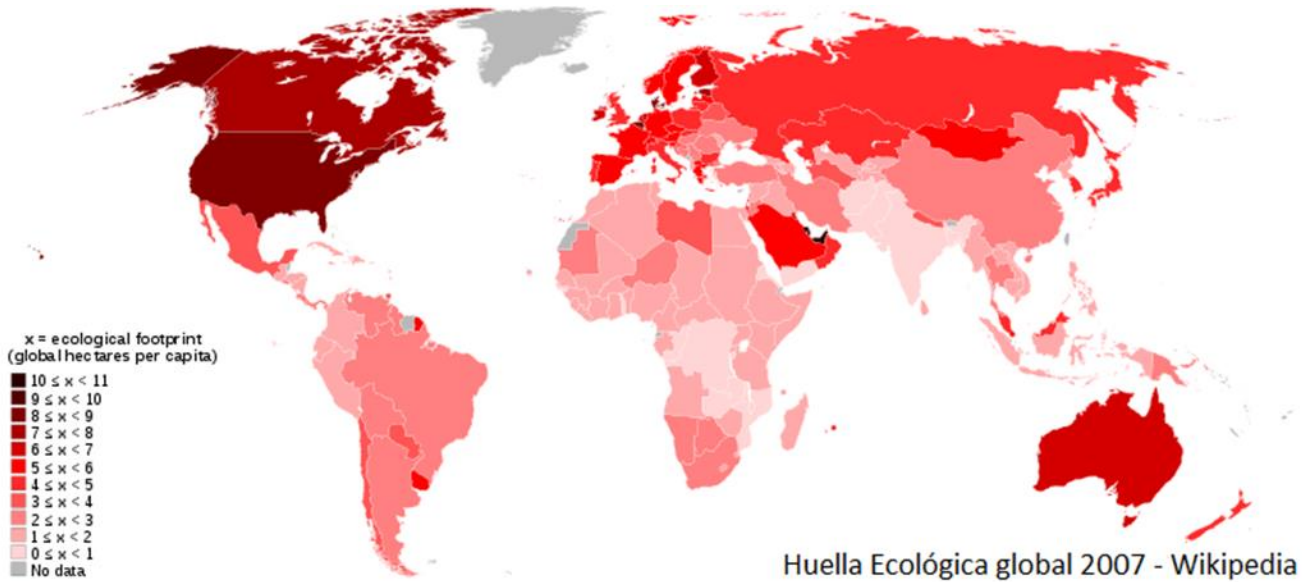 x = ecological footprint
(global hectares per capita)
10 ≤ x < 11
9 ≤ x < 10
8 ≤ x < 9
7 ≤ x < 8
6 ≤ x < 7
5 ≤ x < 6
4 ≤ x < 5
3 ≤ x < 4
2 ≤ x < 3
1 ≤ x < 2
0 ≤ x < 1
No data
Huella Ecológica global 2007 - Wikipedia